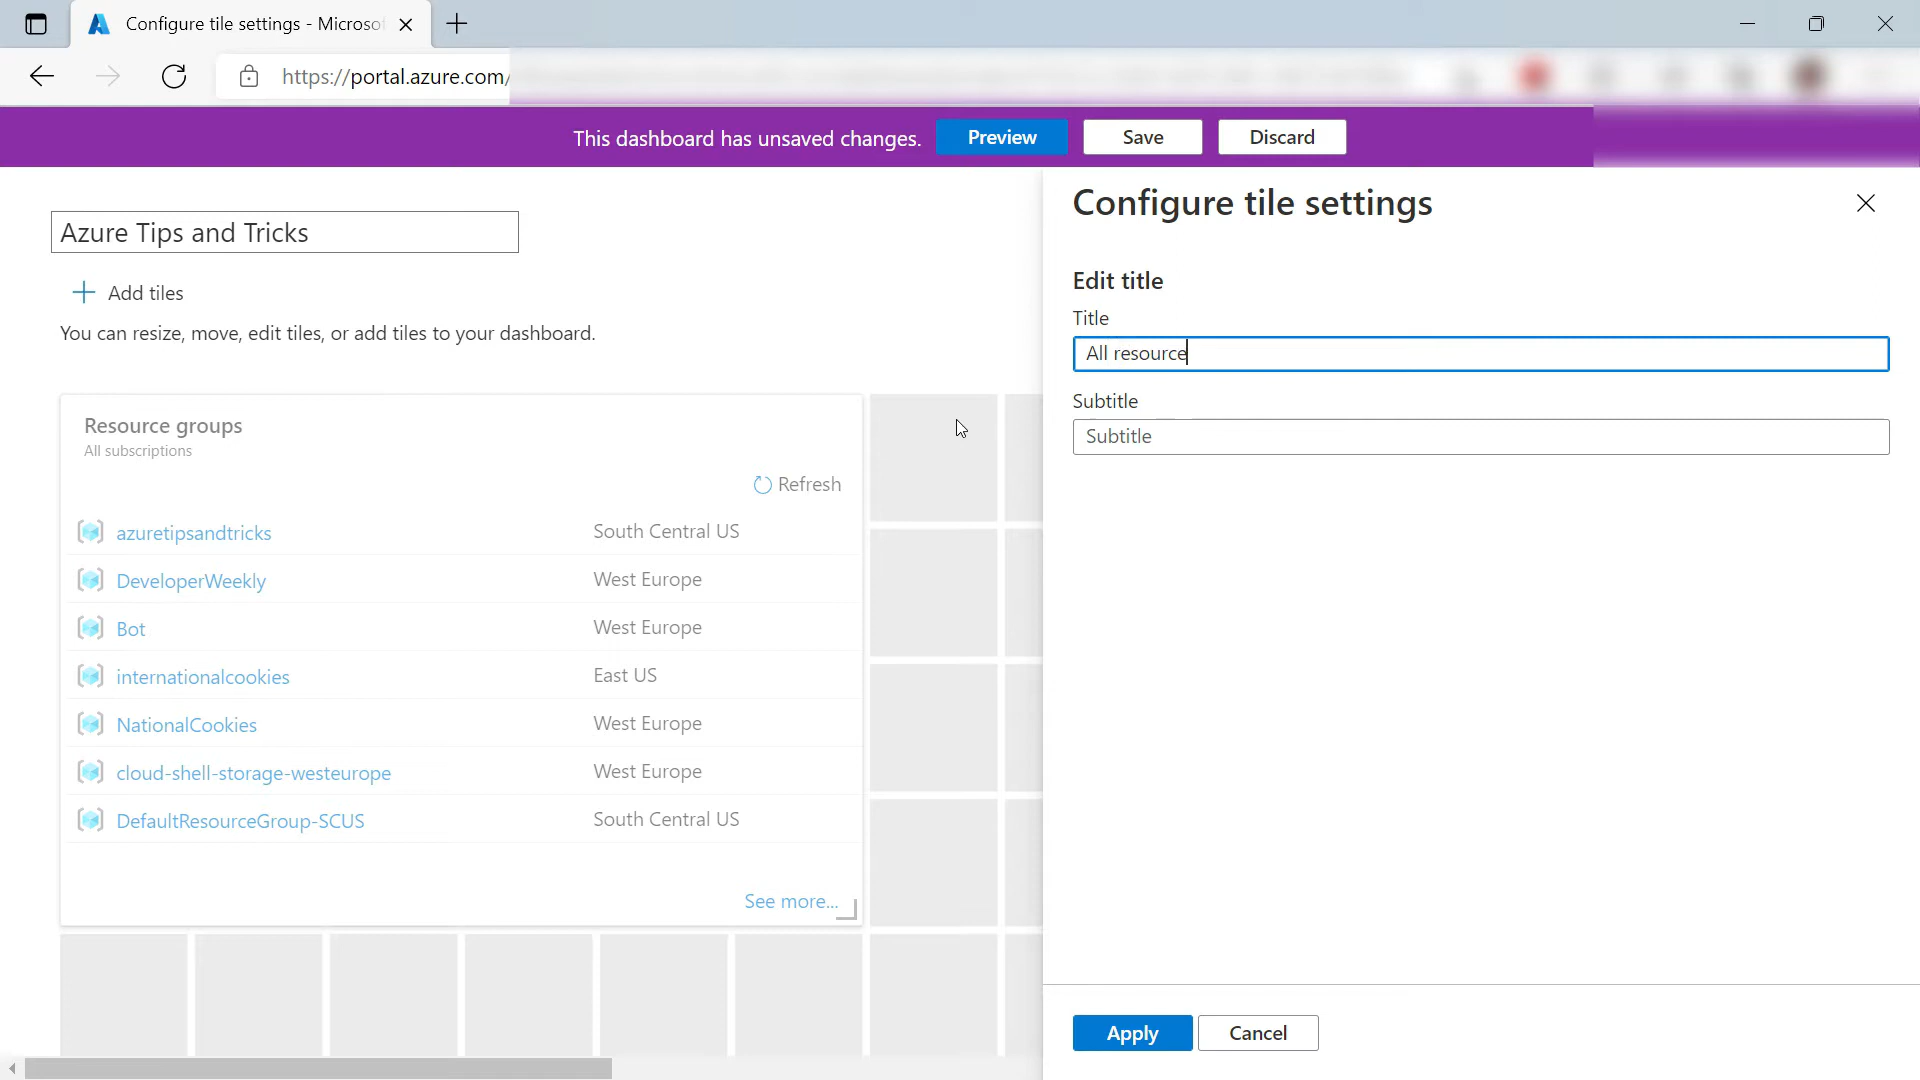 Configure tile settings - Microso
https://portal.azure.com/
This dashboard has unsaved changes. Preview Save Discard
Azure Tips and Tricks
Add tiles
You can resize, move, edit tiles, or add tiles to your dashboard.
Resource groups
All subscriptions
Refresh
azuretipsandtricks South Central US
DeveloperWeekly West Europe
Bot West Europe
internationalcookies East US
NationalCookies West Europe
cloud-shell-storage-westeurope West Europe
DefaultResourceGroup-SCUS South Central US
See more...
Configure tile settings
Edit title
Title
All resource
Subtitle
Subtitle
Apply Cancel